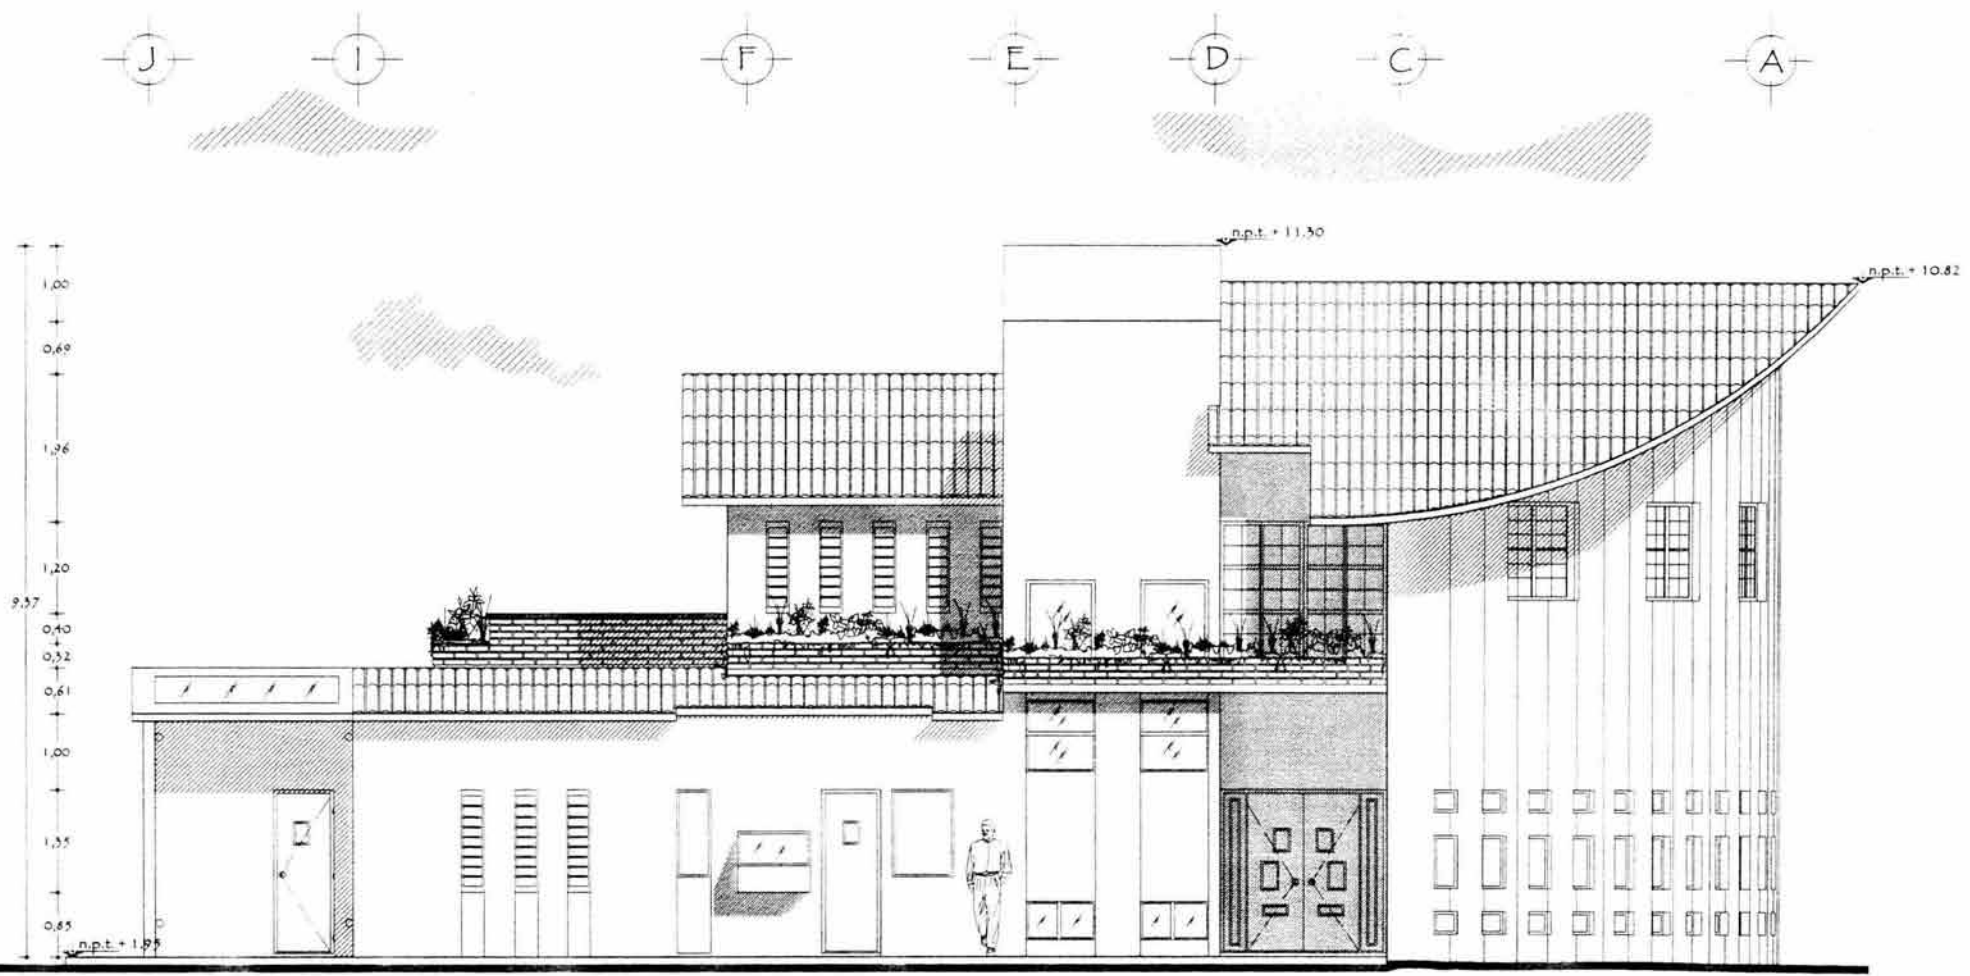 J I F E D C A
n.p.t. + 11.30
n.p.t. + 10.82
1,00
0,69
1,96
1,20
9.37
0,40
0,32
0,61
1,00
1,35
0,85
n.p.t. + 1.95